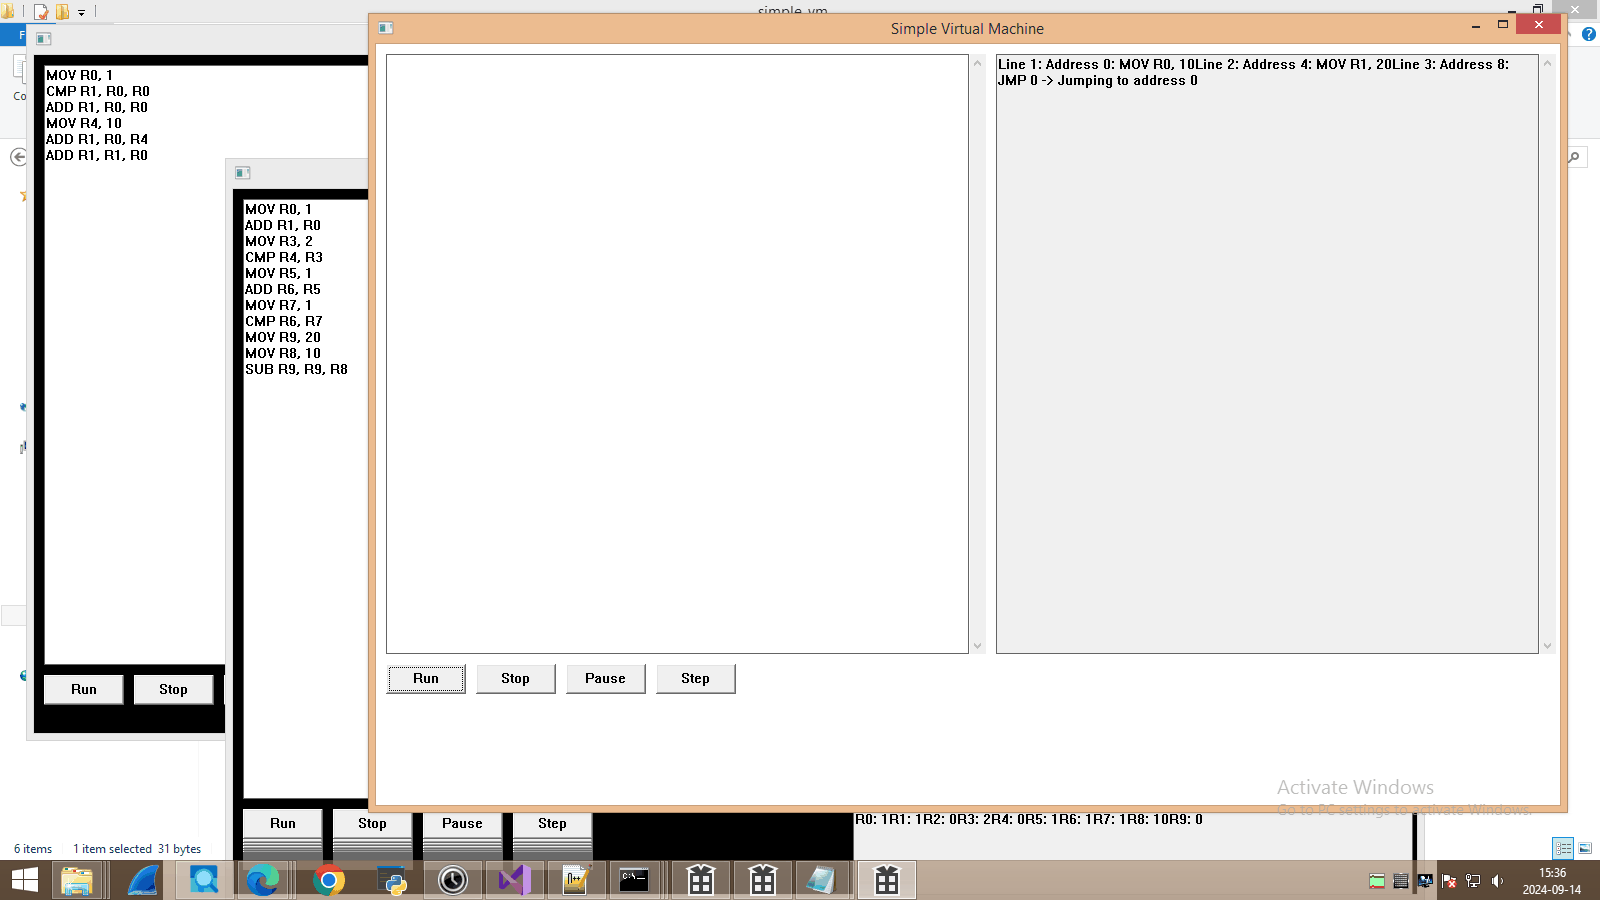 simple vm
F
Co
MOV R0, 1
CMP R1, R0, R0
ADD R1, R0, R0
MOV R4, 10
ADD R1, R0, R4
ADD R1, R1, R0
Run
Stop
MOV R0, 1
ADD R1, R0
MOV R3, 2
CMP R4, R3
MOV R5, 1
ADD R6, R5
MOV R7, 1
CMP R6, R7
MOV R9, 20
MOV R8, 10
SUB R9, R9, R8
Run
Stop
Pause
Step
R0: 1R1: 1R2: 0R3: 2R4: 0R5: 1R6: 1R7: 1R8: 10R9: 0
Simple Virtual Machine
Line 1: Address 0: MOV R0, 10Line 2: Address 4: MOV R1, 20Line 3: Address 8:
JMP 0 -> Jumping to address 0
Run
Stop
Pause
Step
Activate Windows
Go to PC settings to activate Windows.
6 items
1 item selected 31 bytes
15:36
2024-09-14